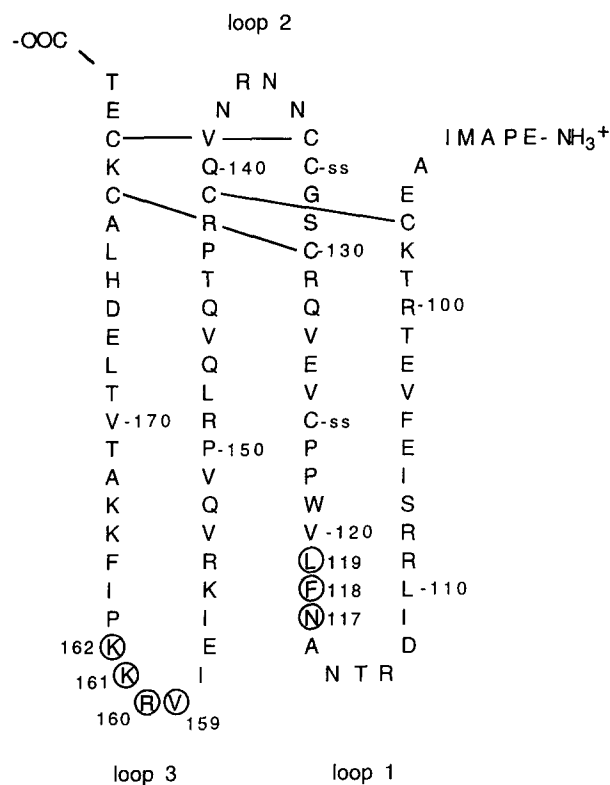 loop 2
-OOC
T R N
E N N
C V C IMAPE-NH₃⁺
K Q-140 C-ss A
C C G E
A R S C
L P C-130 K
H T R T
D Q Q R-100
E V V T
L Q E E
T L V V
V-170 R C-ss F
T P-150 P E
A V P I
K Q W S
K V V-120 R
F R L 119 R
I K F 118 L-110
P I N 117 I
162 K E A D
161 K I N T R
160 R V 159
loop 3 loop 1